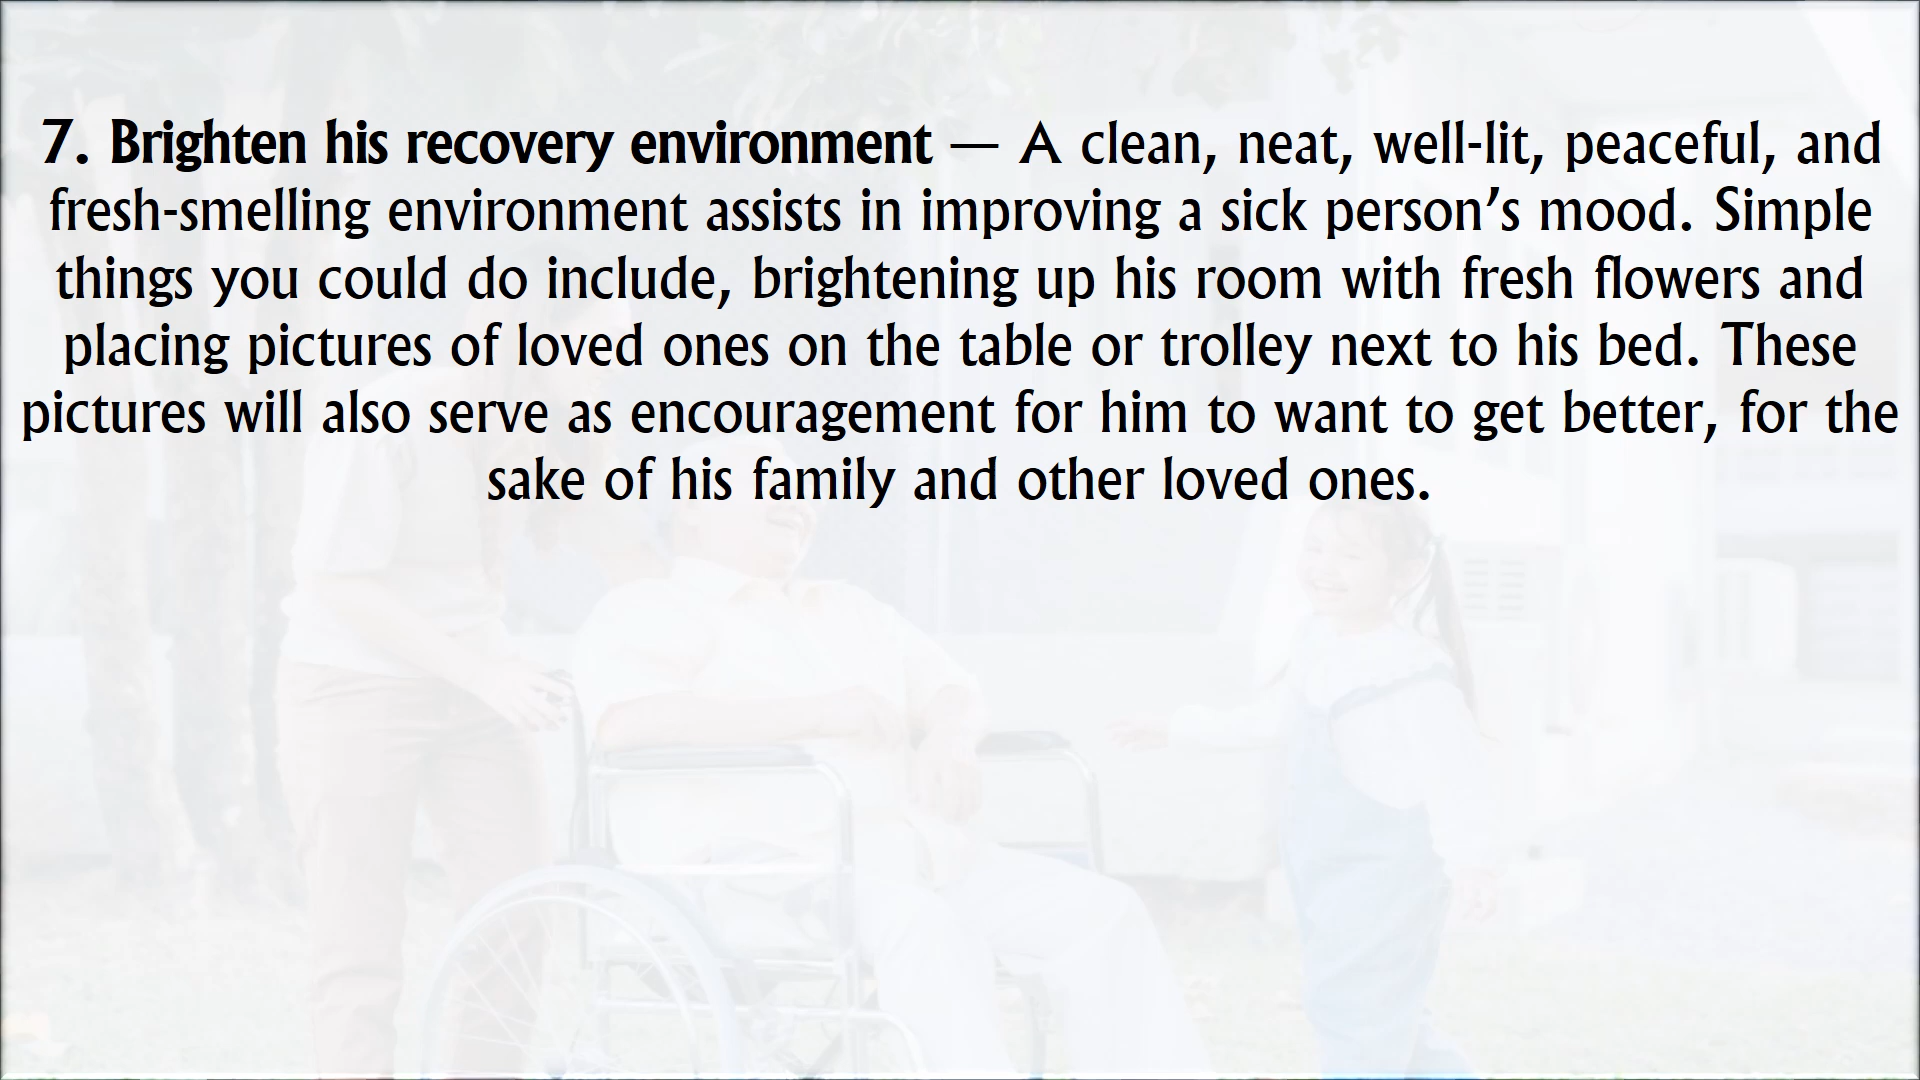 7. Brighten his recovery environment — A clean, neat, well-lit, peaceful, and
fresh-smelling environment assists in improving a sick person’s mood. Simple
things you could do include, brightening up his room with fresh flowers and
placing pictures of loved ones on the table or trolley next to his bed. These
pictures will also serve as encouragement for him to want to get better, for the
sake of his family and other loved ones.